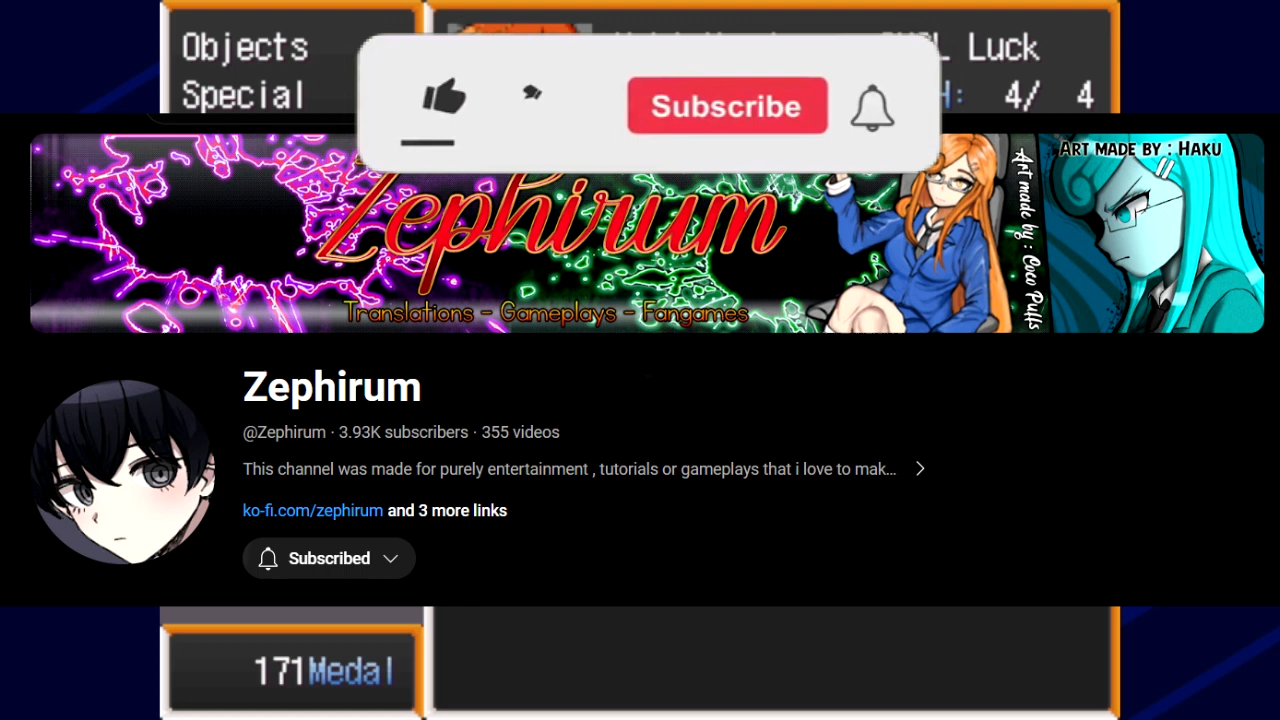 Objects
Special
L Luck
H: 4/ 4
Subscribe
Zephirum
Translations - Gameplays - Fangames
Art made by : Coco Puffs
ART MADE BY : HAKU
Zephirum
@Zephirum · 3.93K subscribers · 355 videos
This channel was made for purely entertainment , tutorials or gameplays that i love to mak...
ko-fi.com/zephirum and 3 more links
Subscribed
171Medal